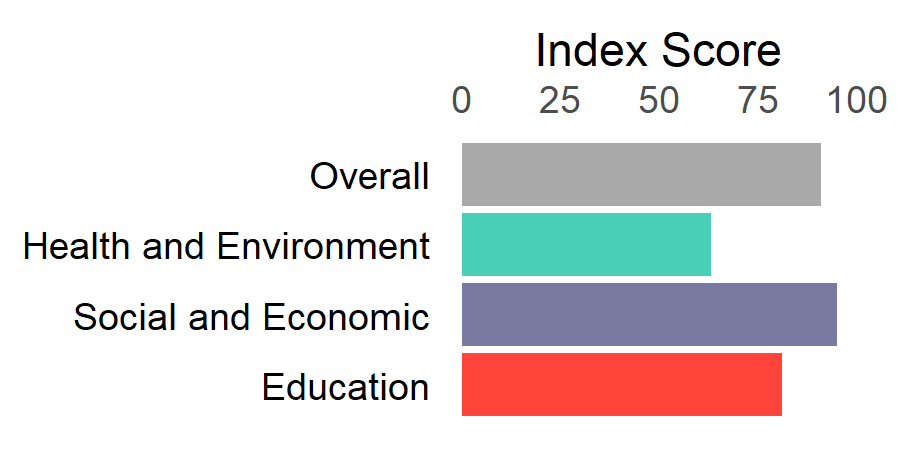 Index Score
0 25 50 75 100
Overall
Health and Environment
Social and Economic
Education